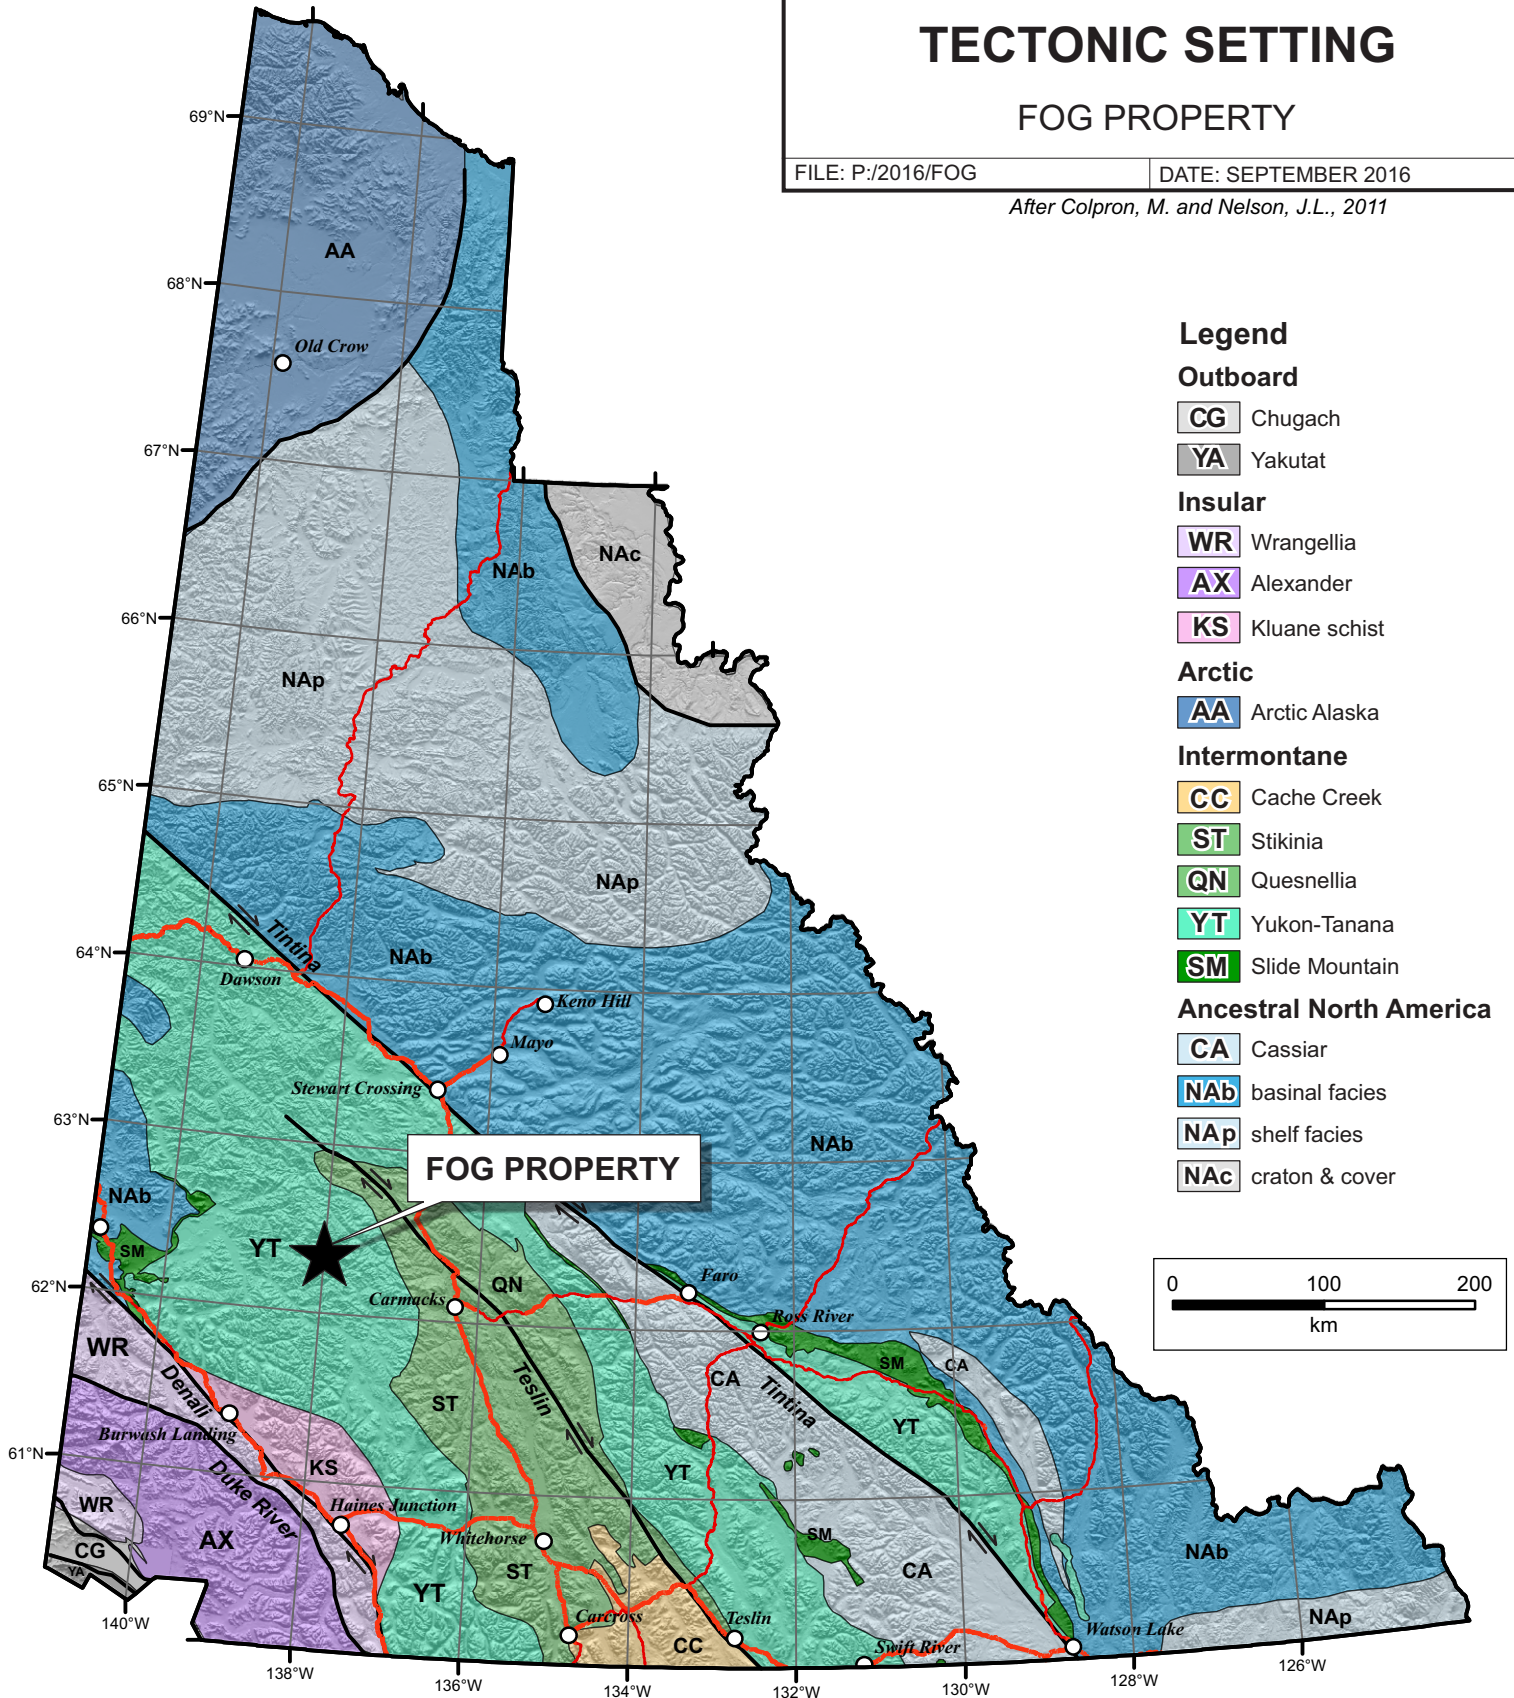 TECTONIC SETTING
FOG PROPERTY
FILE: P:/2016/FOG
DATE: SEPTEMBER 2016
After Colpron, M. and Nelson, J.L., 2011
Legend
Outboard
CG Chugach
YA Yakutat
Insular
WR Wrangellia
AX Alexander
KS Kluane schist
Arctic
AA Arctic Alaska
Intermontane
CC Cache Creek
ST Stikinia
QN Quesnellia
YT Yukon-Tanana
SM Slide Mountain
Ancestral North America
CA Cassiar
NAb basinal facies
NAp shelf facies
NAc craton & cover
0 100 200
km
69°N
68°N
67°N
66°N
65°N
64°N
63°N
62°N
61°N
140°W
138°W
136°W
134°W
132°W
130°W
128°W
126°W
AA
Old Crow
NAc
NAb
NAp
NAp
Tintina
NAb
Dawson
Keno Hill
Mayo
Stewart Crossing
NAb
FOG PROPERTY
NAb
SM
YT
QN
Faro
Carmacks
Ross River
WR
SM
CA
Denali
Teslin
CA
Tintina
ST
YT
Burwash Landing
KS
YT
Duke River
WR
Haines Junction
SM
AX
Whitehorse
CG
NAb
YA
ST
CA
YT
Carcross
Teslin
NAp
CC
Swift River
Watson Lake